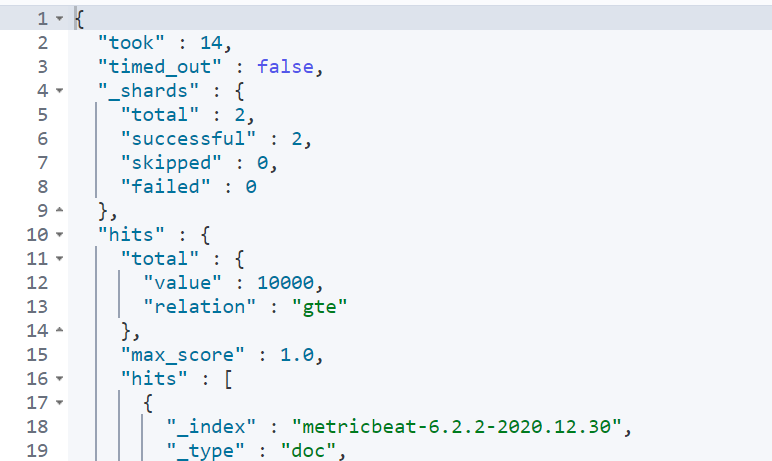 1 {
2 "took" : 14,
3 "timed_out" : false,
4 "_shards" : {
5 "total" : 2,
6 "successful" : 2,
7 "skipped" : 0,
8 "failed" : 0
9 },
10 "hits" : {
11 "total" : {
12 "value" : 10000,
13 "relation" : "gte"
14 },
15 "max_score" : 1.0,
16 "hits" : [
17 {
18 "_index" : "metricbeat-6.2.2-2020.12.30",
19 "_type" : "doc",